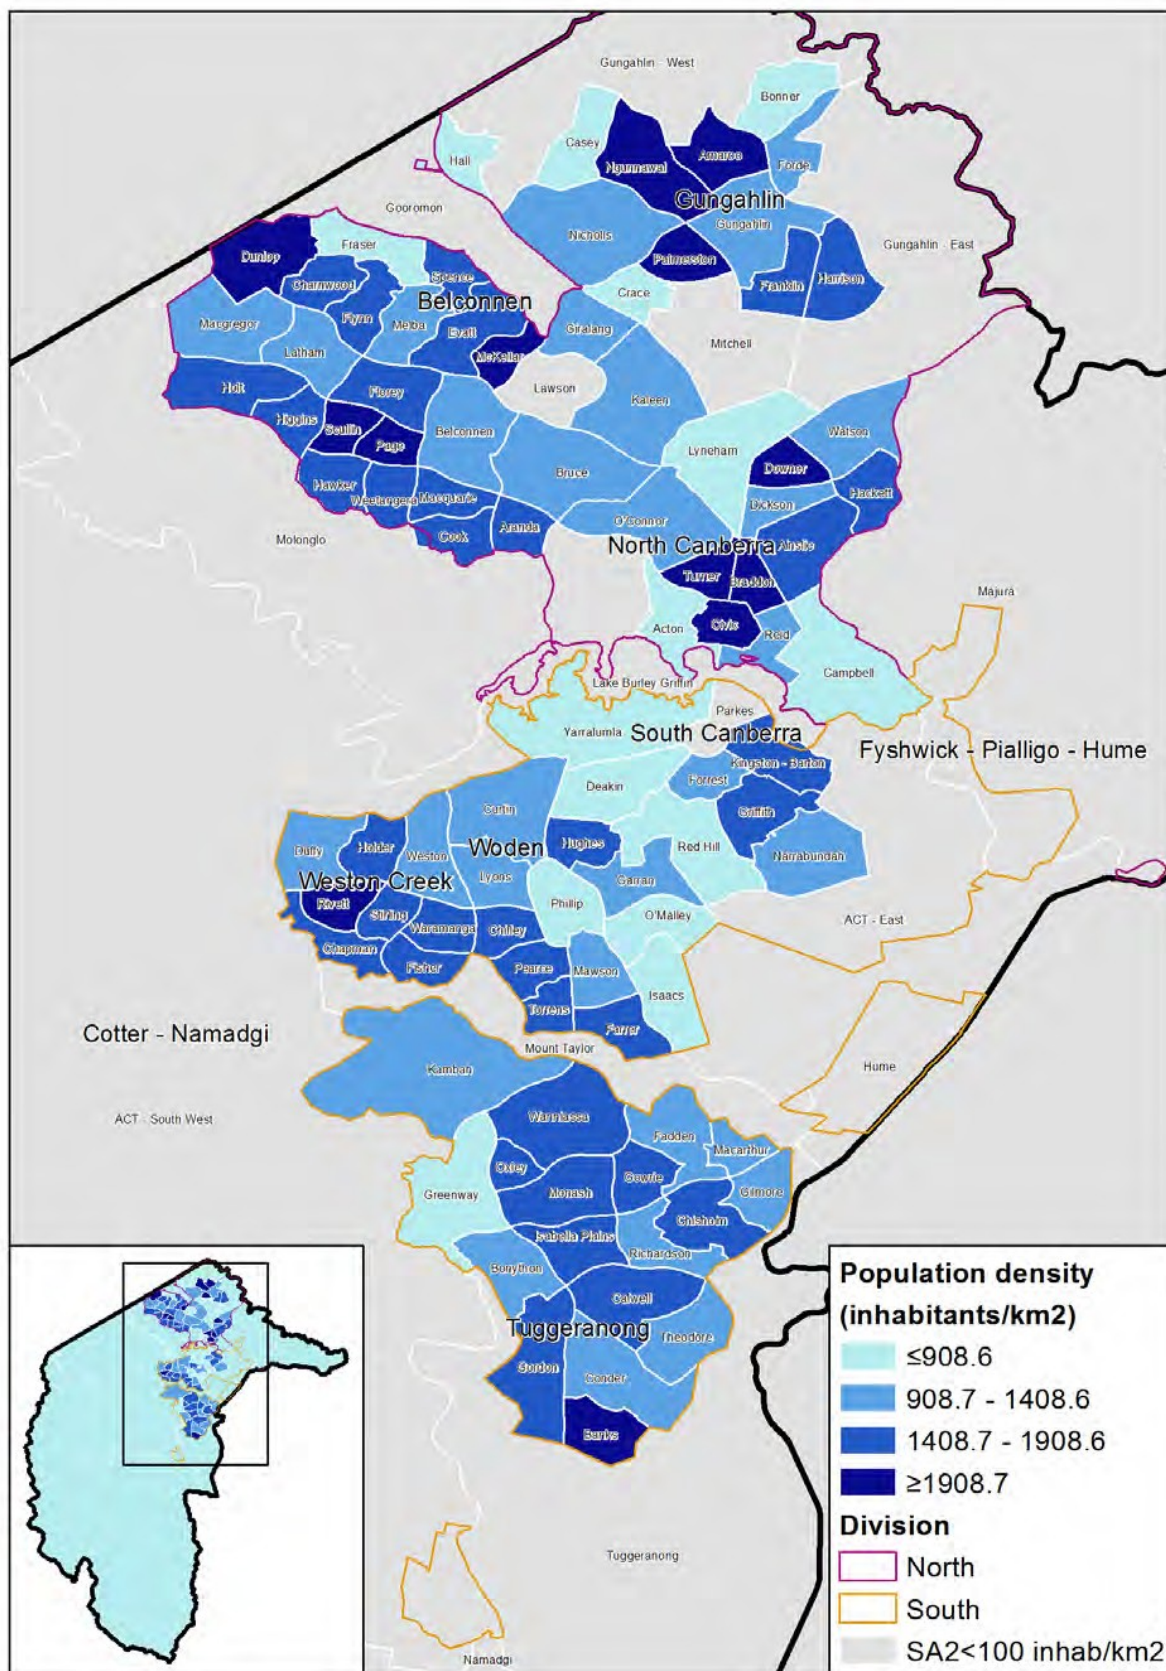 Gungahlin - West
Bonner
Casey
Hall
Ngunnawal
Amaroo
Forde
Gungahlin
Gooromon
Nicholls
Gungahlin
Gungahlin - East
Dunlop
Fraser
Palmerston
Spence
Charnwood
Belconnen
Crace
Franklin
Harrison
Macgregor
Flynn
Melba
Evatt
Giralang
Mitchell
Latham
McKellar
Holt
Florey
Lawson
Kaleen
Higgins
Scullin
Page
Belconnen
Lyneham
Watson
Downer
Bruce
Hawker
Weetangera
Macquarie
Dickson
Hackett
Cook
Aranda
O'Connor
Molonglo
North Canberra
Ainslie
Turner
Braddon
Majura
Acton
Civic
Reid
Campbell
Lake Burley Griffin
Parkes
Yarralumla
South Canberra
Fyshwick - Pialligo - Hume
Kingston - Barton
Deakin
Forrest
Curtin
Griffith
Duffy
Holder
Weston
Woden
Hughes
Red Hill
Narrabundah
Weston Creek
Lyons
Garran
Rivett
Stirling
Phillip
O'Malley
ACT - East
Waramanga
Chifley
Chapman
Fisher
Pearce
Mawson
Isaacs
Torrens
Farrer
Cotter - Namadgi
Mount Taylor
Hume
Kambah
ACT - South West
Wanniassa
Fadden
Macarthur
Oxley
Gowrie
Greenway
Monash
Gilmore
Chisholm
Isabella Plains
Richardson
Bonython
Calwell
Tuggeranong
Theodore
Gordon
Conder
Banks
Tuggeranong
Namadgi
Population density
(inhabitants/km2)
≤908.6
908.7 - 1408.6
1408.7 - 1908.6
≥1908.7
Division
North
South
SA2<100 inhab/km2